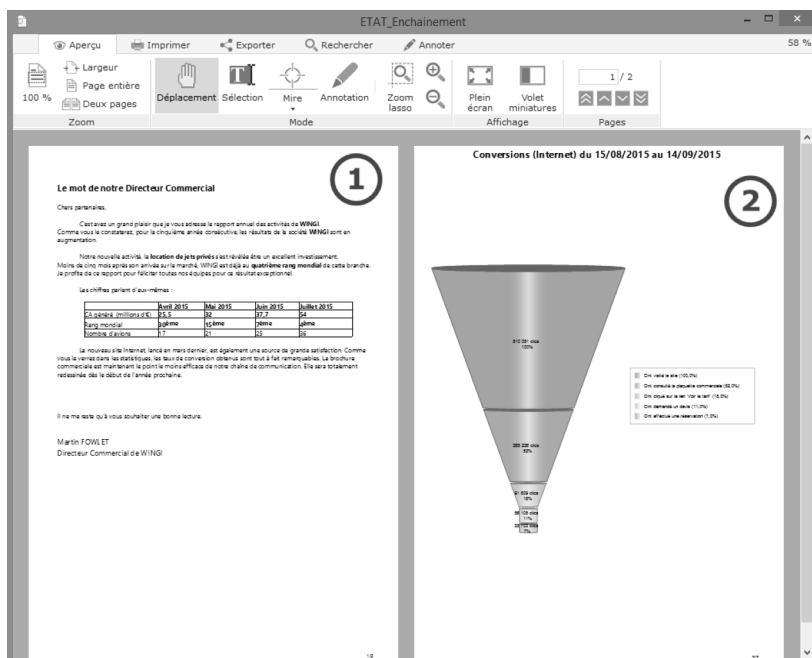 ETAT_Enchainement
Aperçu Imprimer Exporter Rechercher Annoter 58 %
100 %
Largeur
Page entière
Deux pages
Zoom
Déplacement Sélection Mire Annotation Zoom lasso
Mode
Plein écran
Volet miniatures
Affichage
1 / 2
Pages
1
Le mot de notre Directeur Commercial
Chers partenaires,
C'est avec un grand plaisir que je vous adresse le rapport annuel des activités de WINGI.
Comme vous le constaterez, pour la cinquième année consécutive, les résultats de la société WINGI sont en
augmentation.
Notre nouvelle activité, la location de jets privés s'est révélée être un excellent investissement.
Moins de cinq mois après son arrivée sur le marché, WINGI est déjà au quatrième rang mondial de cette branche.
Je profite de ce rapport pour féliciter toutes nos équipes pour ce résultat exceptionnel.
Les chiffres parlent d'eux-mêmes :
Avril 2015 Mai 2015 Juin 2015 Juillet 2015
CA généré (millions d'€) 25,5 32 37,7 54
Rang mondial 15ème 7ème 4ème
Nombre d'avions 17 21 25 36
Le nouveau site Internet, lancé en mars dernier, est également une source de grande satisfaction. Comme
vous le verrez dans les statistiques, les taux de conversion obtenus sont tout à fait remarquables. La brochure
commerciale est maintenant le point le moins efficace de notre chaîne de communication. Elle sera totalement
redessinée dès le début de l'année prochaine.
Il ne me reste qu'à vous souhaiter une bonne lecture.
Martin FOWLET
Directeur Commercial de WINGI
Conversions (Internet) du 15/08/2015 au 14/09/2015
2
clics
100%
clics
clics
18%
clics
11%
7%
Ont visité le site (100,0%)
Ont consulté la plaquette commerciale
Ont cliqué sur le lien 'Voir le tarif' (18,0%)
Ont demandé un devis (11,0%)
Ont effectué une réservation (7,0%)